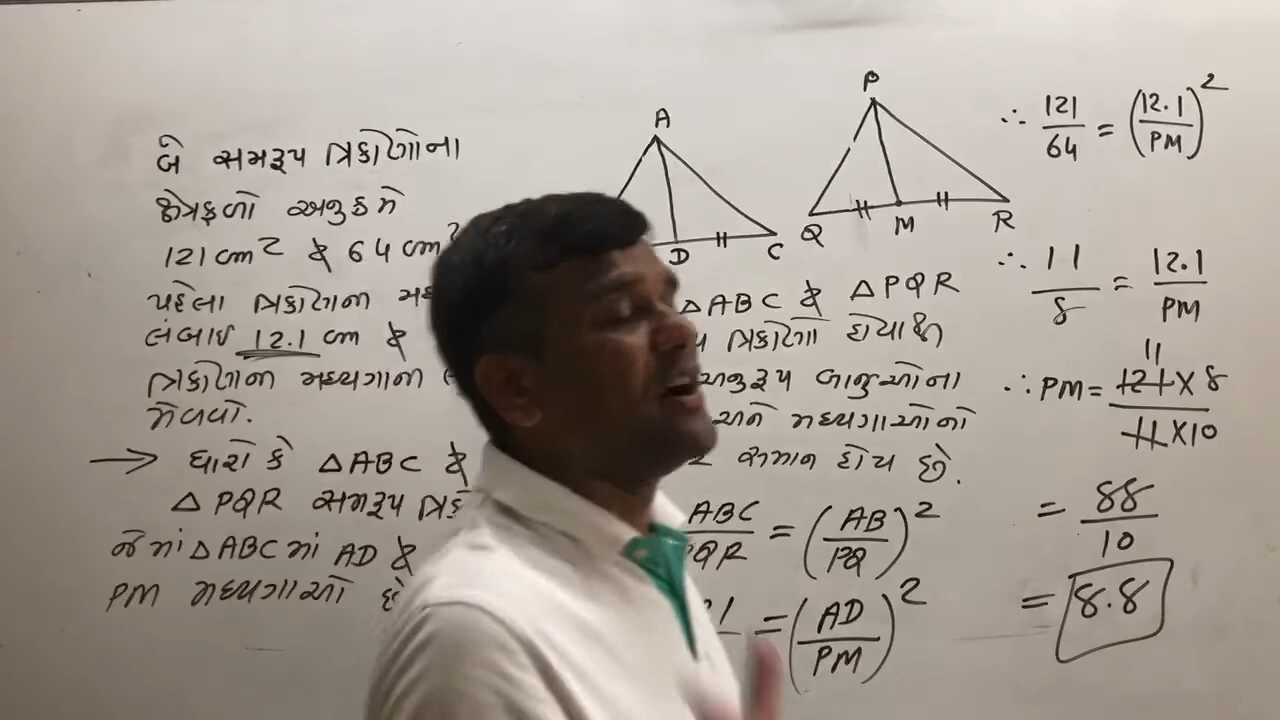 બે સમરૂપ ત્રિકોણોના
ક્ષેત્રફળો અનુક્રમે
121 cm² છે 64 cm²
પહેલા ત્રિકોણના
લંબાઈ 12.1 cm છે
ત્રિકોણના મધ્યગાના
મેળવો.
→ ધારો કે △ABC છે
△PQR સમરૂપ
જેમાં △ABC માં AD છે
PM મધ્યગાઓ છે
A
D
C
P
Q
M
R
△ABC છે △PQR
ત્રિકોણો હોવાથી
અનુરૂપ બાજુઓના
અને મધ્યગાઓનો
સમાન હોય છે.
ABC/PQR = (AB/PQ)²
= (AD/PM)²
∴ 121/64 = (12.1/PM)²
∴ 11/8 = 12.1/PM
11
∴ PM = 121 × 8/11 × 10
= 88/10
= 8.8